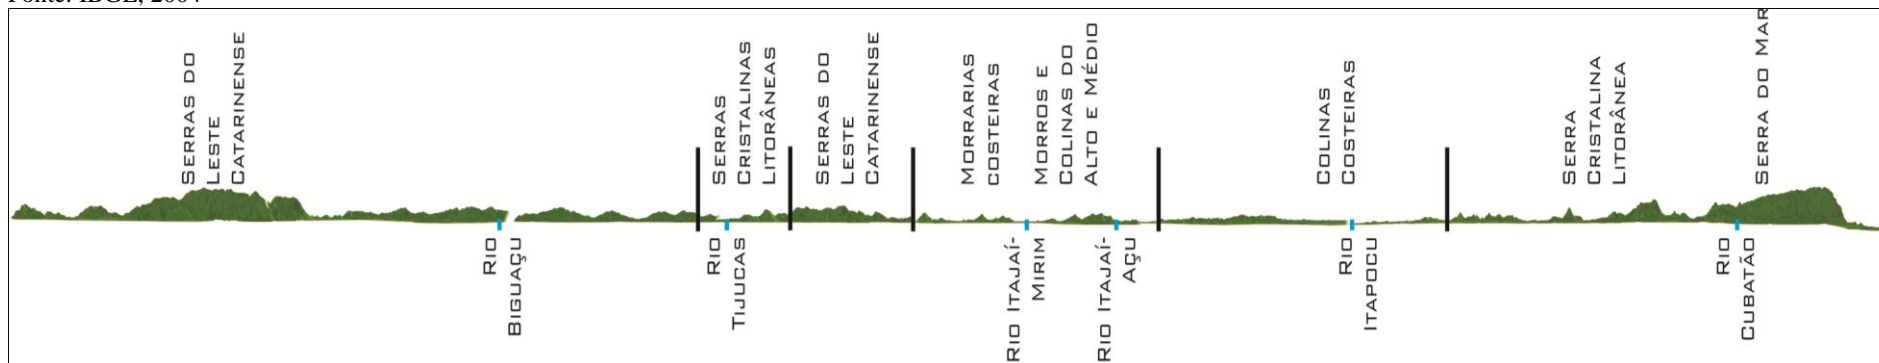 SERRAS DO
LESTE
CATARINENSE
SERRAS
CRISTALINAS
LITORÂNEAS
SERRAS DO
LESTE
CATARINENSE
MORRARIAS
COSTEIRAS
MORROS E
COLINAS DO
ALTO E MÉDIO
COLINAS
COSTEIRAS
SERRA
CRISTALINA
LITORÂNEA
SERRA DO MAR
RIO
BIGUAÇU
RIO
TIJUCAS
RIO ITAJAÍ-
MIRIM
RIO ITAJAÍ-
AÇU
RIO
ITAPOCU
RIO
CUBATÃO